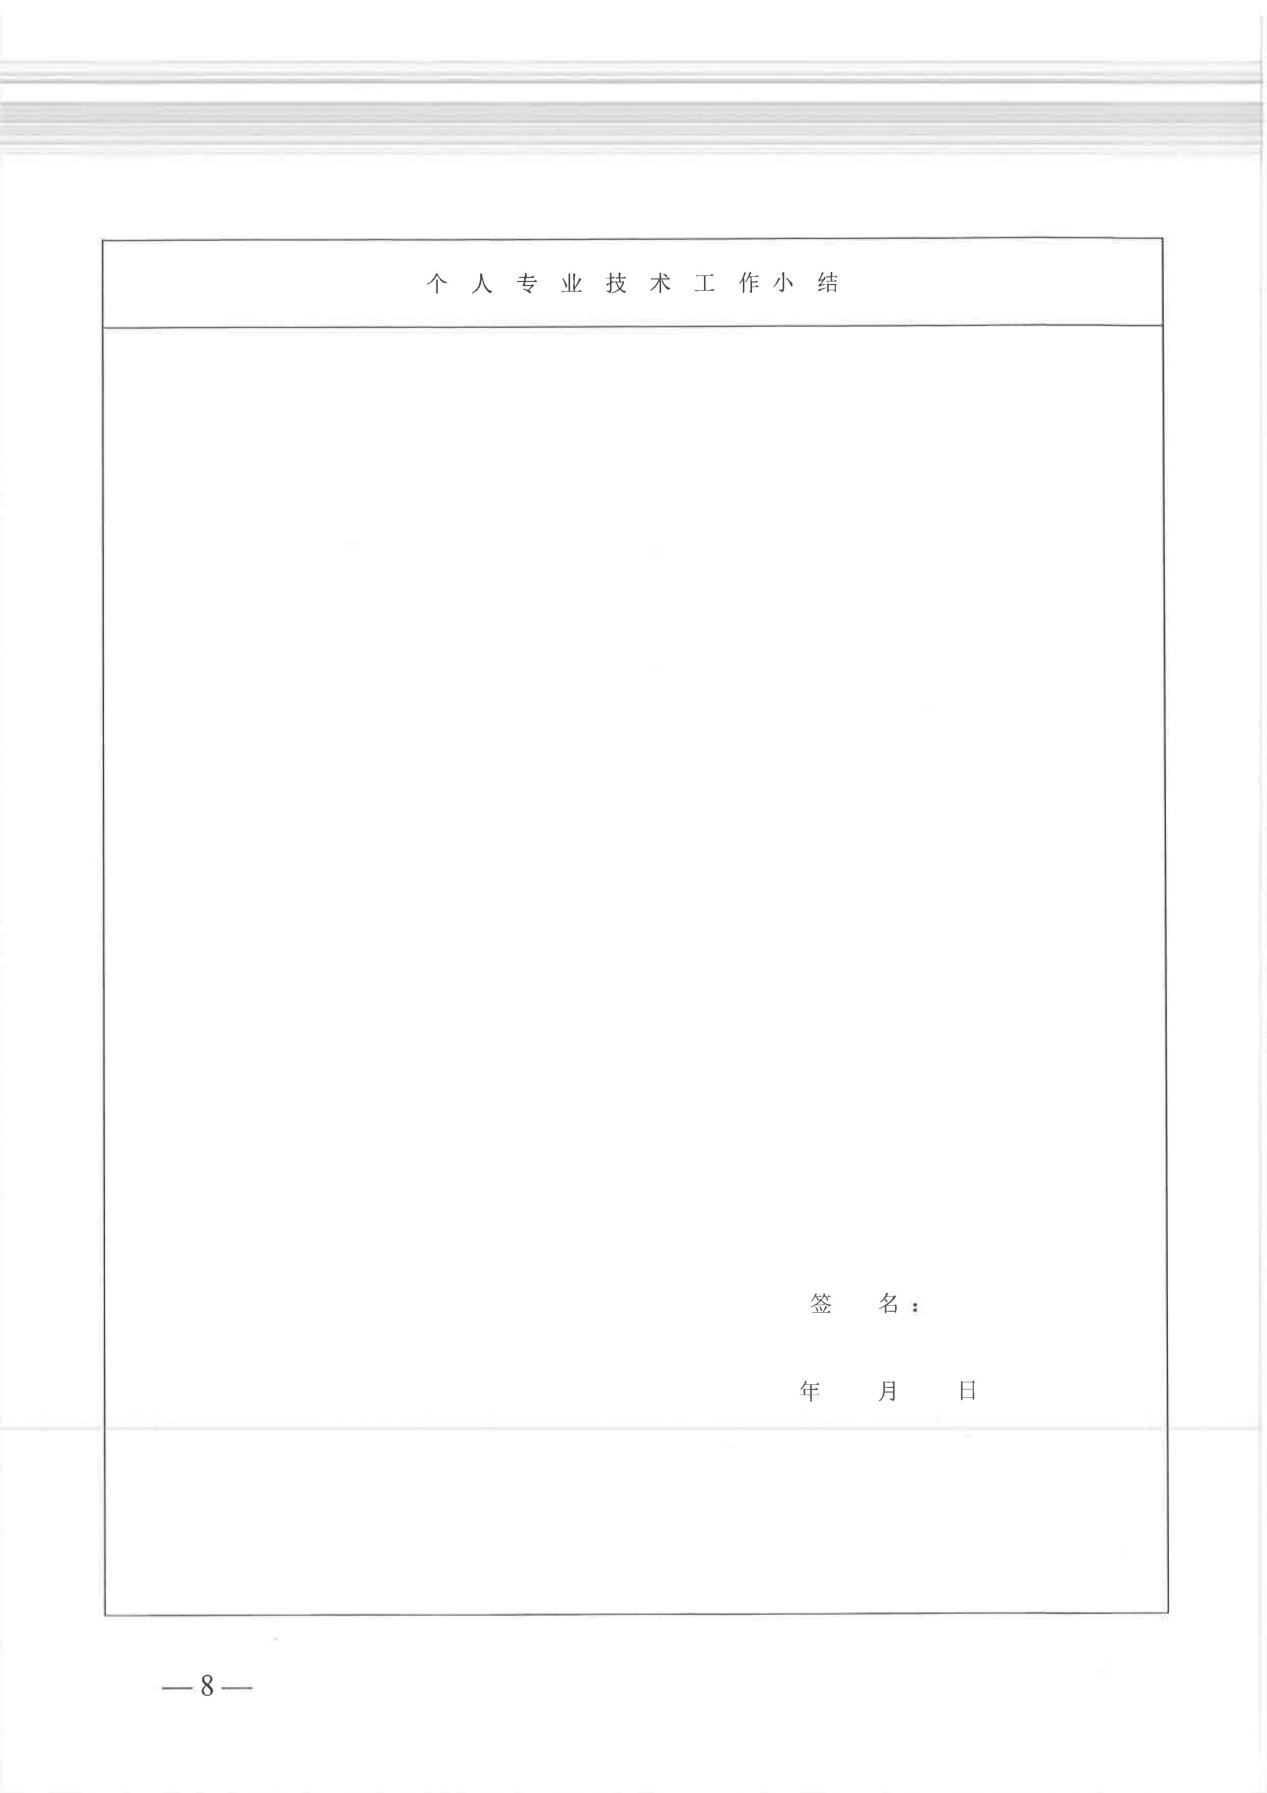 个人专业技术工作小结
签 名：
年 月 日
— 8 —